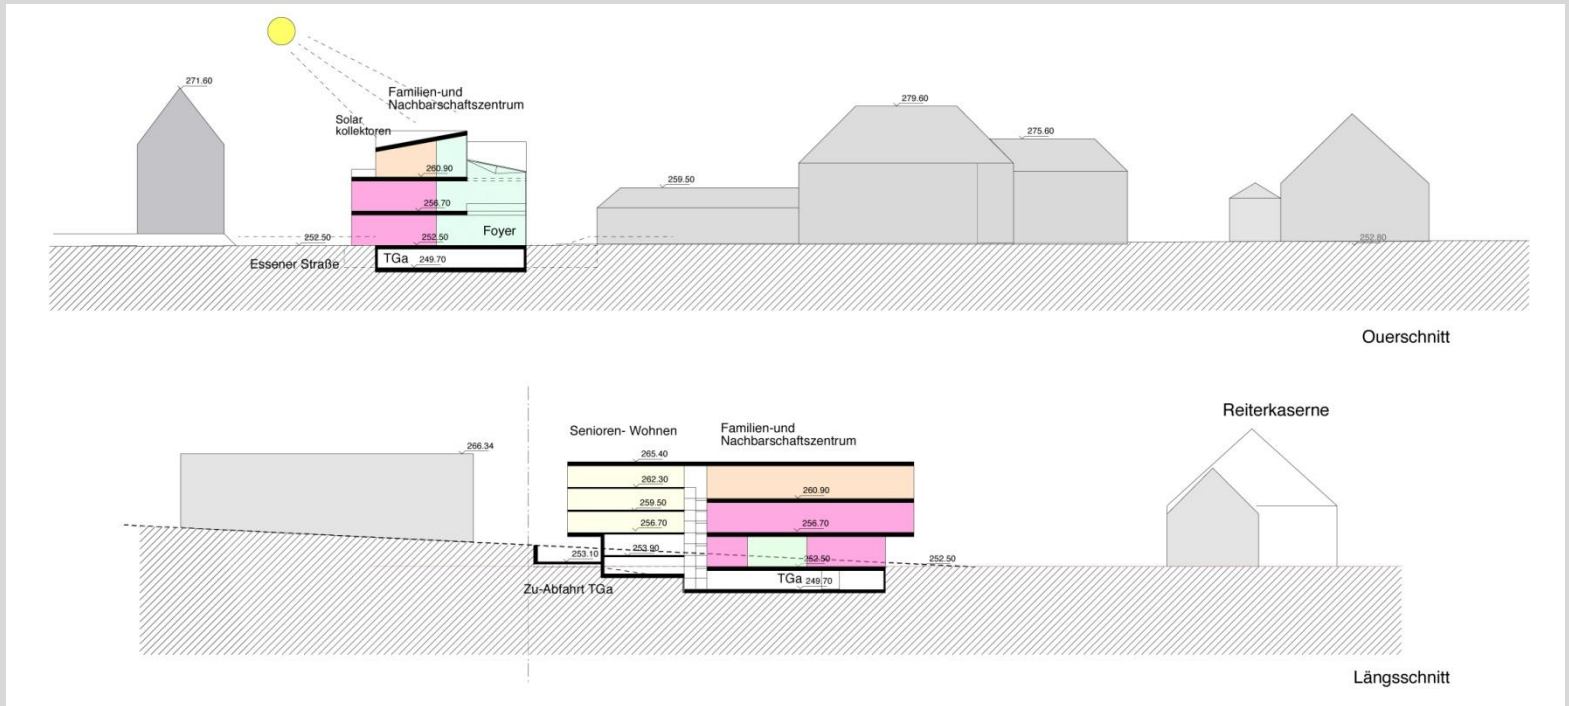 271.60
Familien-und
Nachbarschaftszentrum
Solar
kollektoren
279.60
275.60
260.90
259.50
256.70
Foyer
252.50
252.50
252.80
Essener Straße
TGa
249.70
Ouerschnitt
Reiterkaserne
Senioren- Wohnen
Familien-und
Nachbarschaftszentrum
266.34
265.40
262.30
260.90
259.50
256.70
256.70
253.90
253.10
252.50
252.50
TGa
249.70
Zu-Abfahrt TGa
Längsschnitt